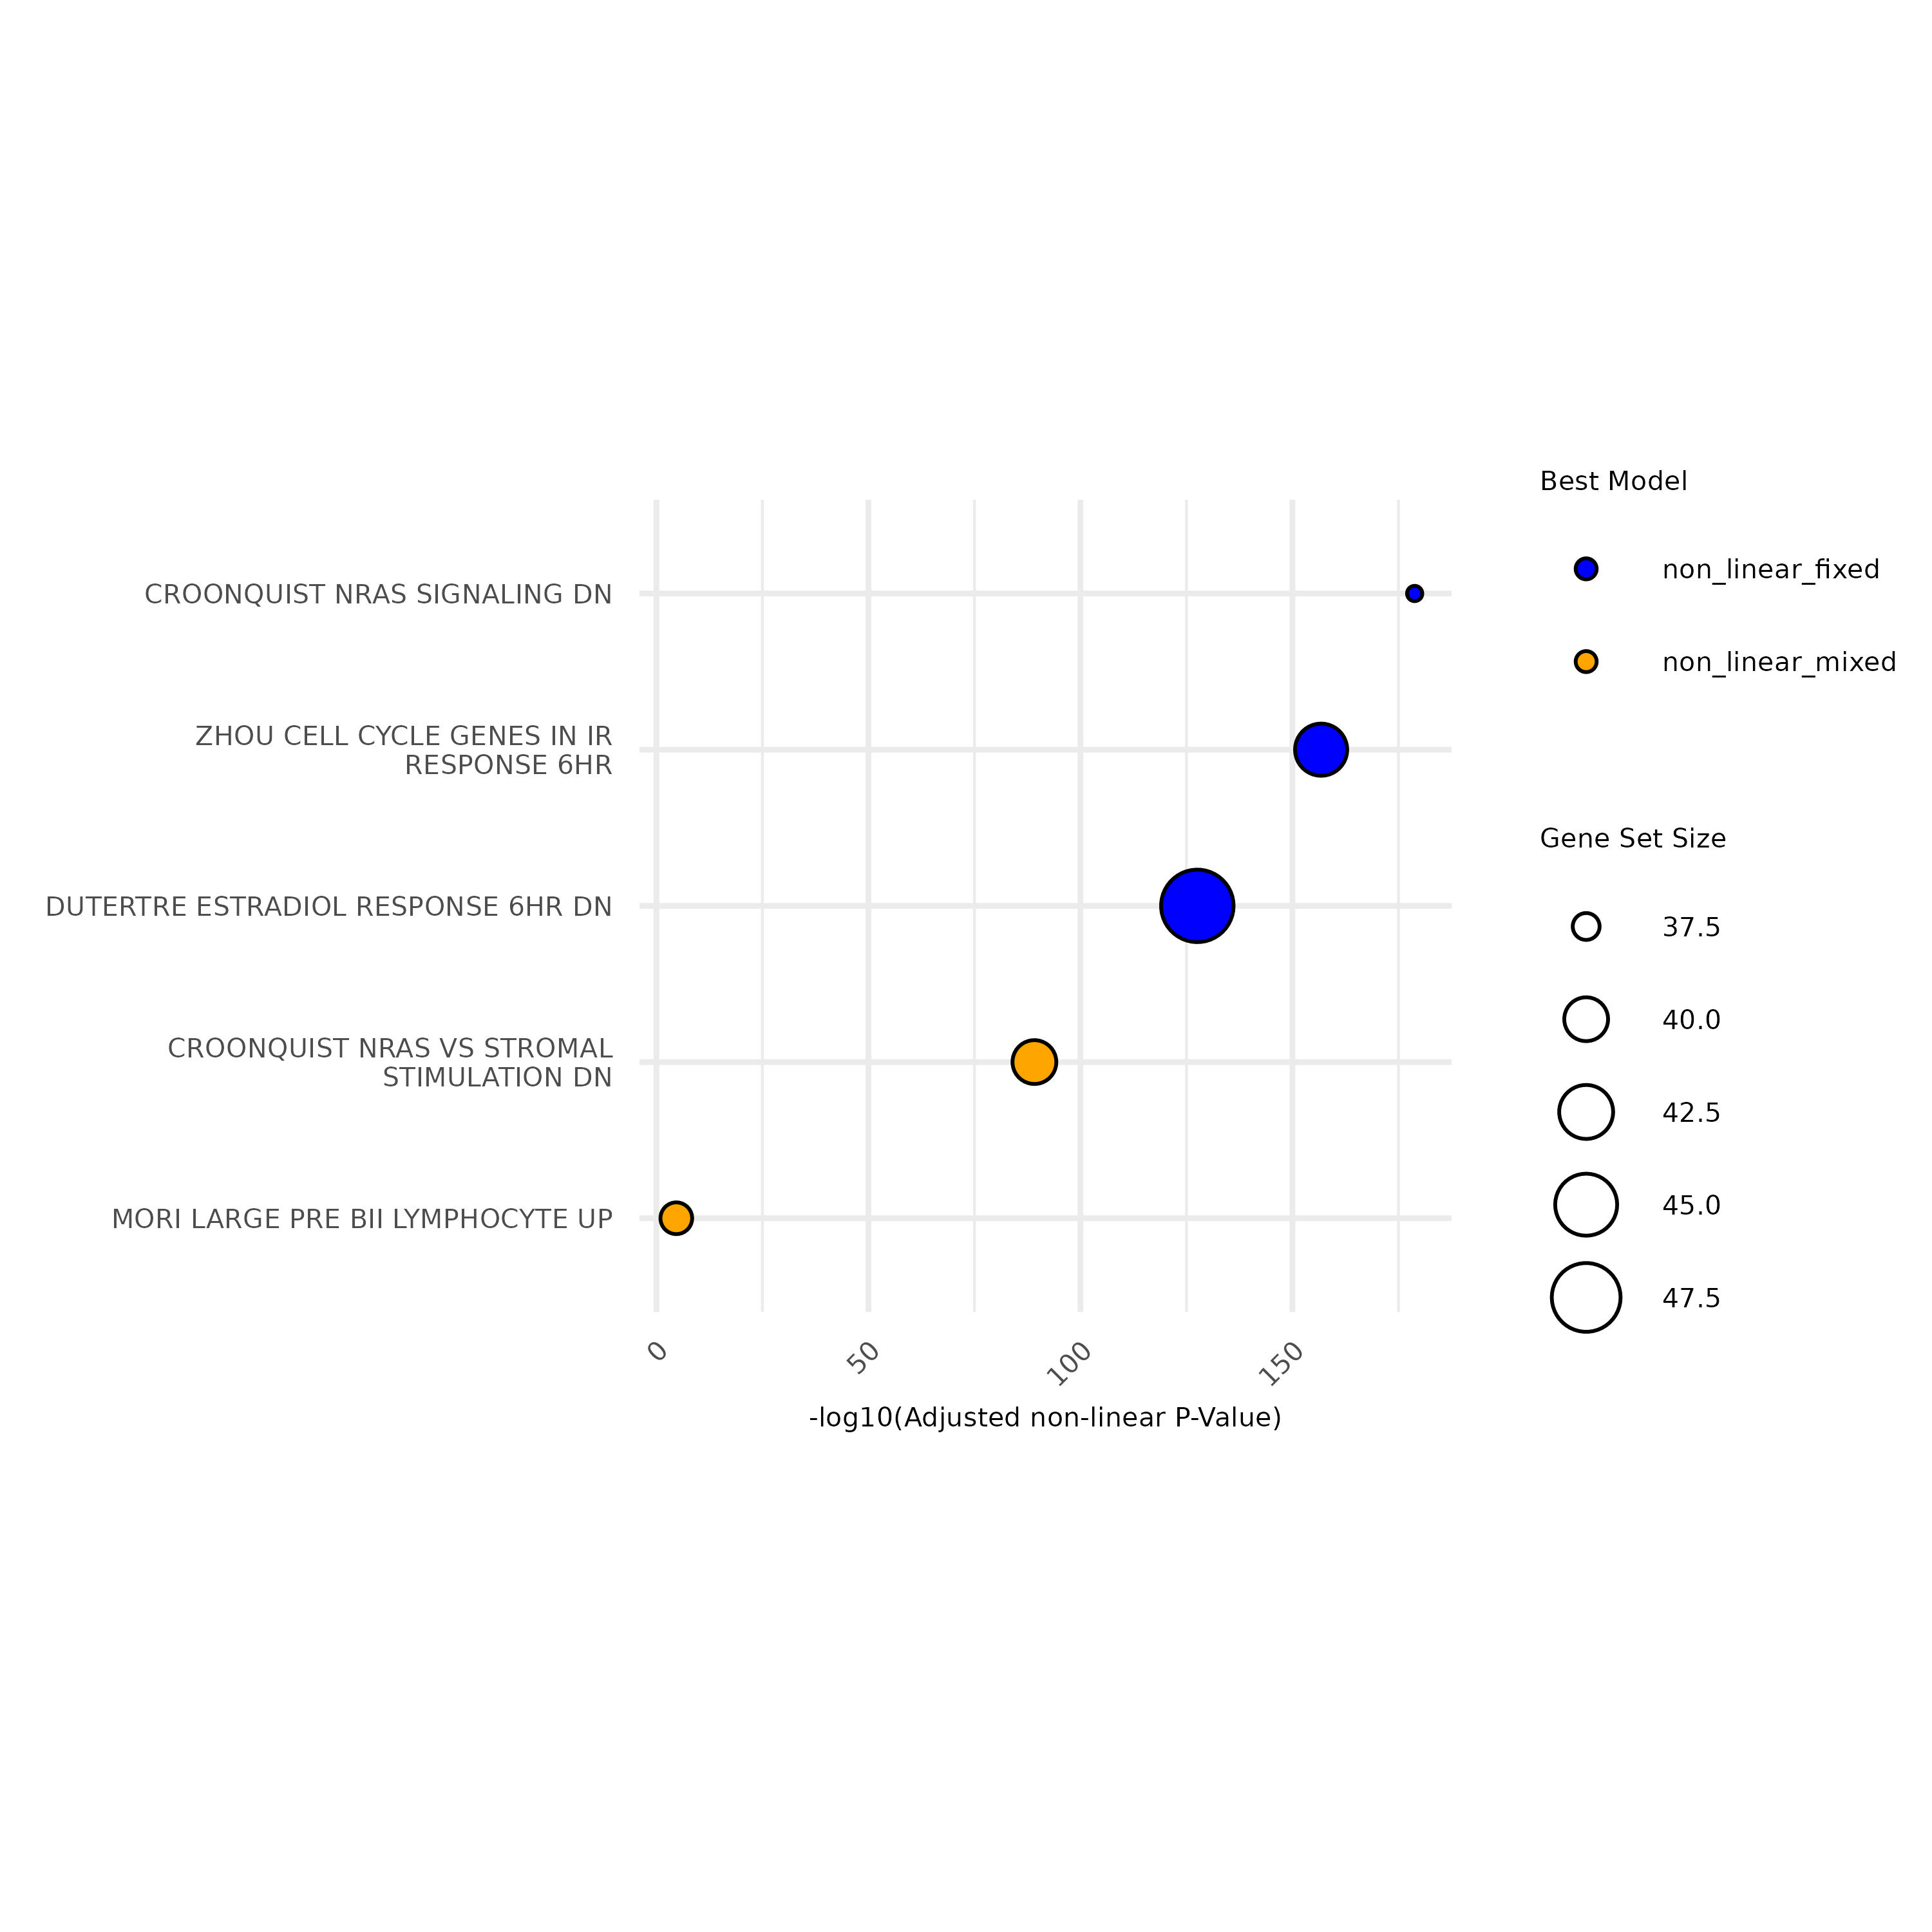 CROONQUIST NRAS SIGNALING DN
ZHOU CELL CYCLE GENES IN IR
RESPONSE 6HR
DUTERTRE ESTRADIOL RESPONSE 6HR DN
CROONQUIST NRAS VS STROMAL
STIMULATION DN
MORI LARGE PRE BII LYMPHOCYTE UP
0
50
100
150
-log10(Adjusted non-linear P-Value)
Best Model
non_linear_fixed
non_linear_mixed
Gene Set Size
37.5
40.0
42.5
45.0
47.5